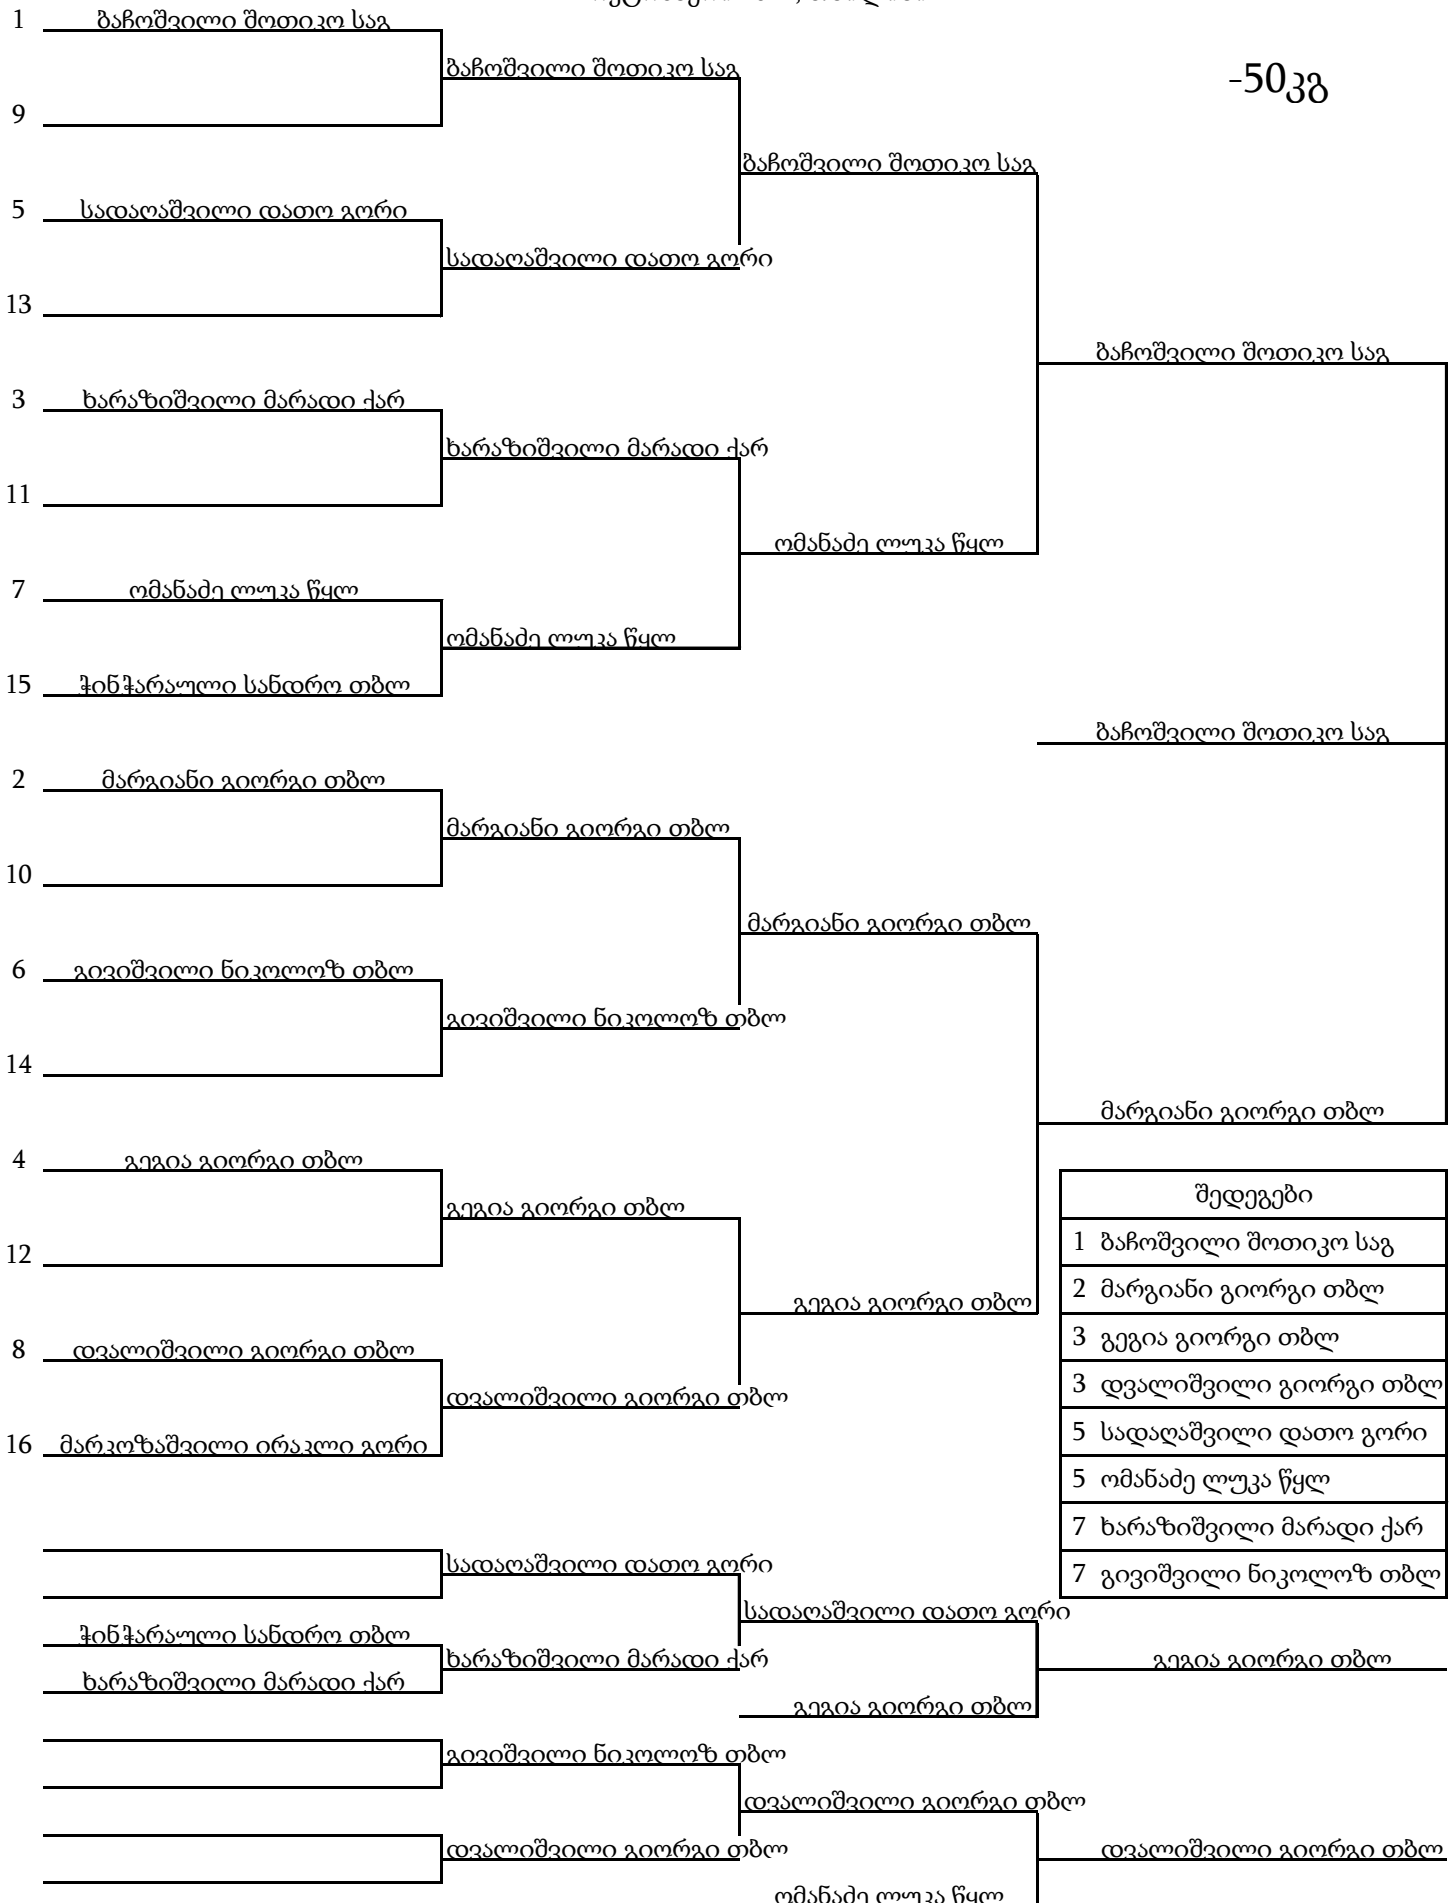 1 ბაჩოშვილი შოთიკო საგ
ბაჩოშვილი შოთიკო საგ
-50კგ
9
ბაჩოშვილი შოთიკო საგ
5 სადაღაშვილი დათო გორი
სადაღაშვილი დათო გორი
13
ბაჩოშვილი შოთიკო საგ
3 ხარაზიშვილი მარადი ქარ
ხარაზიშვილი მარადი ქარ
11
ომანაძე ლუკა წყლ
7 ომანაძე ლუკა წყლ
ომანაძე ლუკა წყლ
15 ჭინჭარაული სანდრო თბლ
ბაჩოშვილი შოთიკო საგ
2 მარგიანი გიორგი თბლ
მარგიანი გიორგი თბლ
10
მარგიანი გიორგი თბლ
6 გივიშვილი ნიკოლოზ თბლ
გივიშვილი ნიკოლოზ თბლ
14
მარგიანი გიორგი თბლ
4 გეგია გიორგი თბლ
გეგია გიორგი თბლ
12
გეგია გიორგი თბლ
8 დვალიშვილი გიორგი თბლ
დვალიშვილი გიორგი თბლ
16 მარკოზაშვილი ირაკლი გორი
შედეგები
1 ბაჩოშვილი შოთიკო საგ
2 მარგიანი გიორგი თბლ
3 გეგია გიორგი თბლ
3 დვალიშვილი გიორგი თბლ
5 სადაღაშვილი დათო გორი
5 ომანაძე ლუკა წყლ
7 ხარაზიშვილი მარადი ქარ
7 გივიშვილი ნიკოლოზ თბლ
სადაღაშვილი დათო გორი
სადაღაშვილი დათო გორი
ჭინჭარაული სანდრო თბლ
ხარაზიშვილი მარადი ქარ
გეგია გიორგი თბლ
ხარაზიშვილი მარადი ქარ
გეგია გიორგი თბლ
გივიშვილი ნიკოლოზ თბლ
დვალიშვილი გიორგი თბლ
დვალიშვილი გიორგი თბლ
დვალიშვილი გიორგი თბლ
ომანაძე ლუკა წყლ